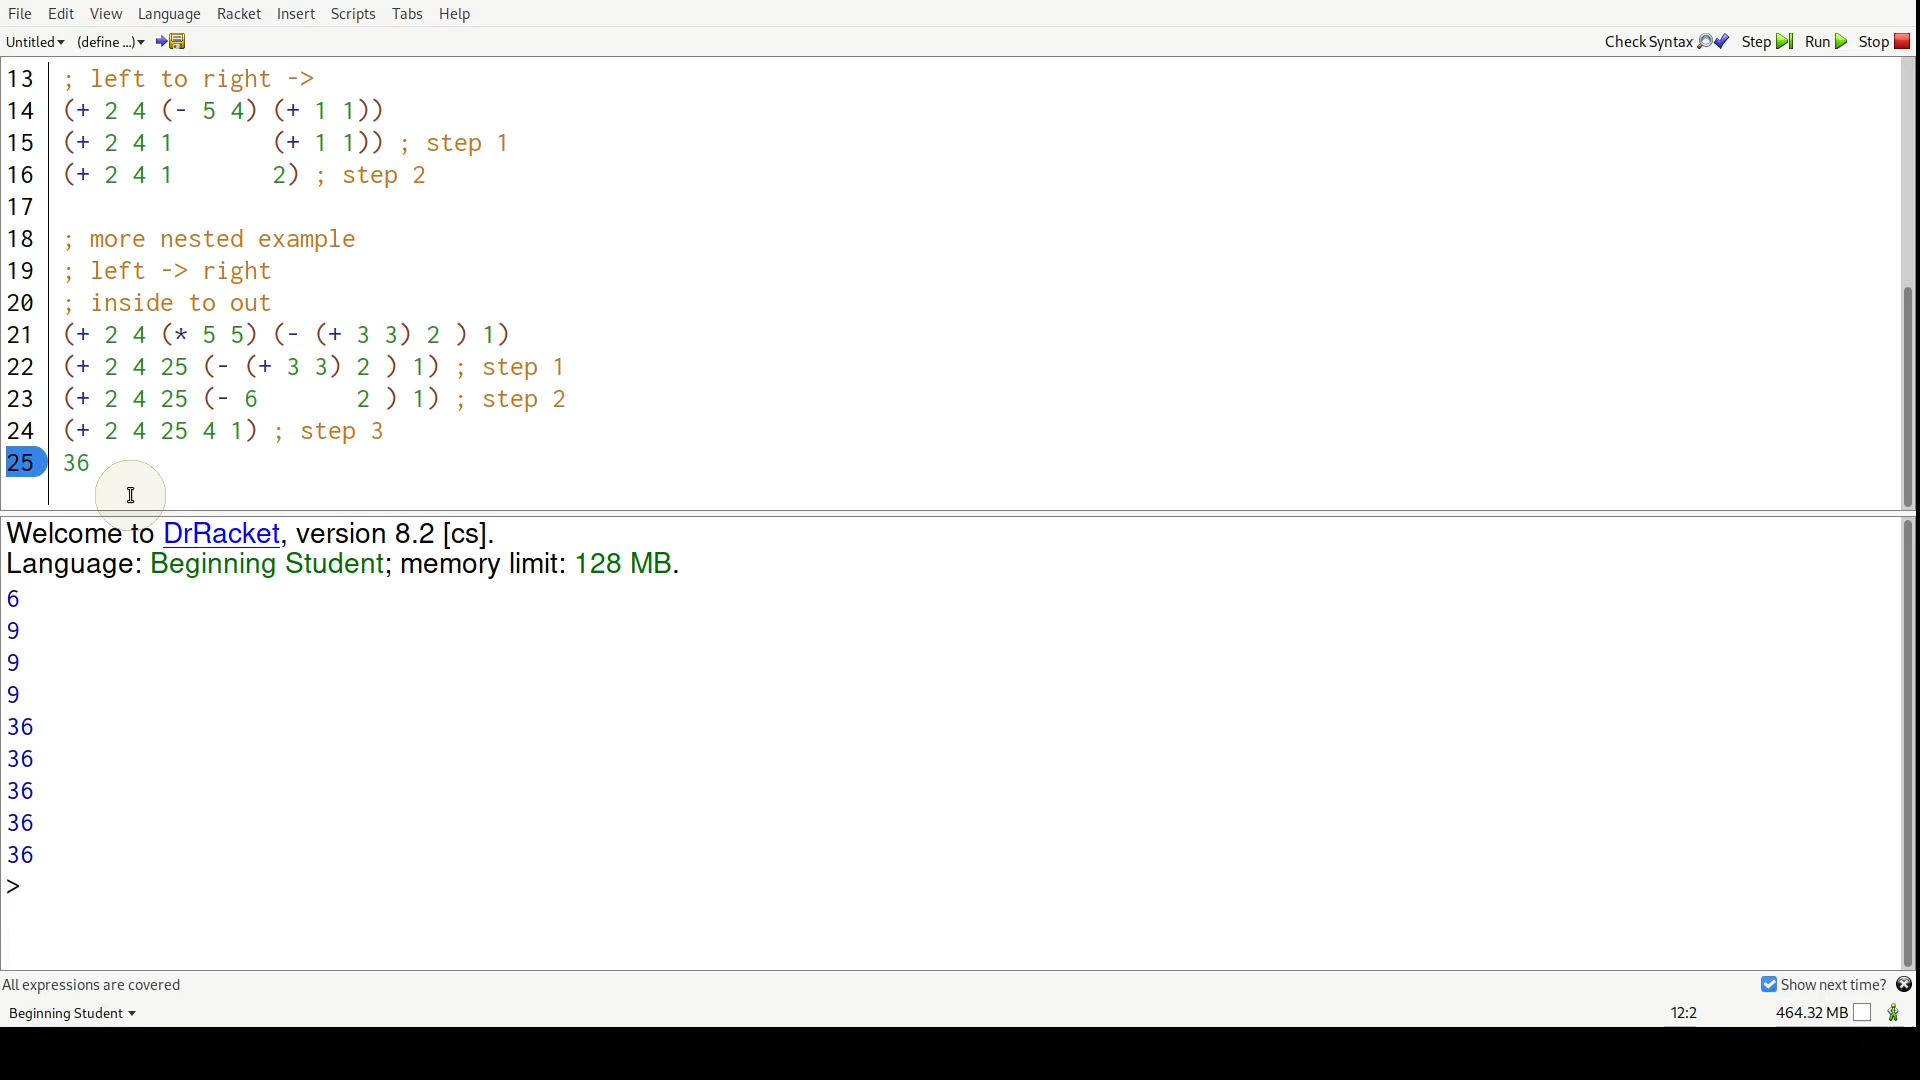 File Edit View Language Racket Insert Scripts Tabs Help
Untitled (define ...) Check Syntax Step Run Stop
13 ; left to right ->
14 (+ 2 4 (- 5 4) (+ 1 1))
15 (+ 2 4 1       (+ 1 1)) ; step 1
16 (+ 2 4 1       2) ; step 2
17
18 ; more nested example
19 ; left -> right
20 ; inside to out
21 (+ 2 4 (* 5 5) (- (+ 3 3) 2 ) 1)
22 (+ 2 4 25 (- (+ 3 3) 2 ) 1) ; step 1
23 (+ 2 4 25 (- 6       2 ) 1) ; step 2
24 (+ 2 4 25 4 1) ; step 3
25 36
Welcome to DrRacket, version 8.2 [cs].
Language: Beginning Student; memory limit: 128 MB.
6
9
9
9
36
36
36
36
36
>
All expressions are covered Show next time?
Beginning Student 12:2 464.32 MB